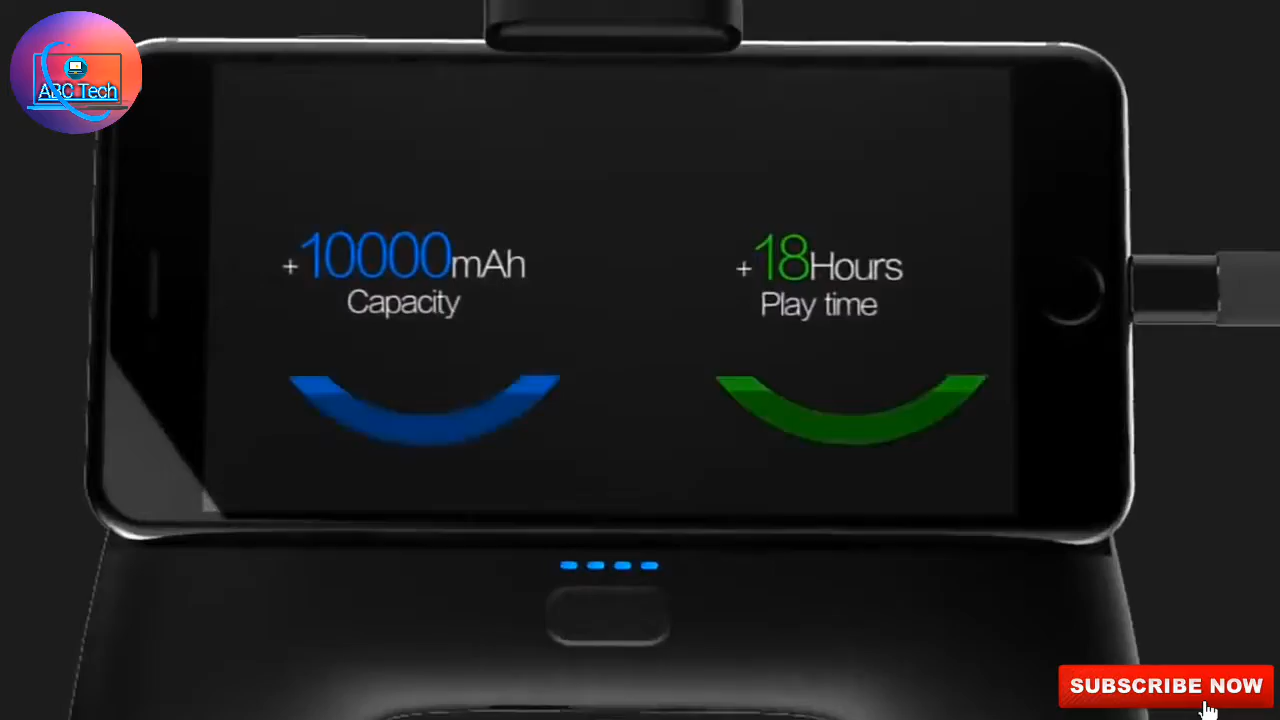 ABC Tech
+10000mAh
Capacity
+18Hours
Play time
SUBSCRIBE NOW